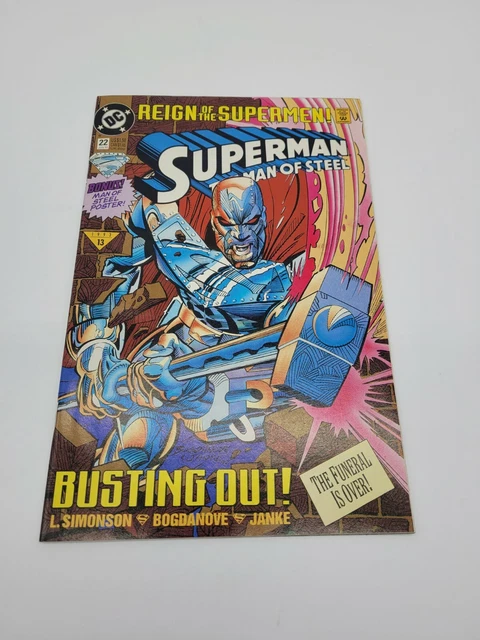 DC
REIGN OF THE SUPERMEN!
22
SUPERMAN
MAN OF STEEL
BONUS!
MAN OF
STEEL
POSTER!
13
BUSTING OUT!
THE FUNERAL
IS OVER!
L. SIMONSON BOGDANOVE JANKE